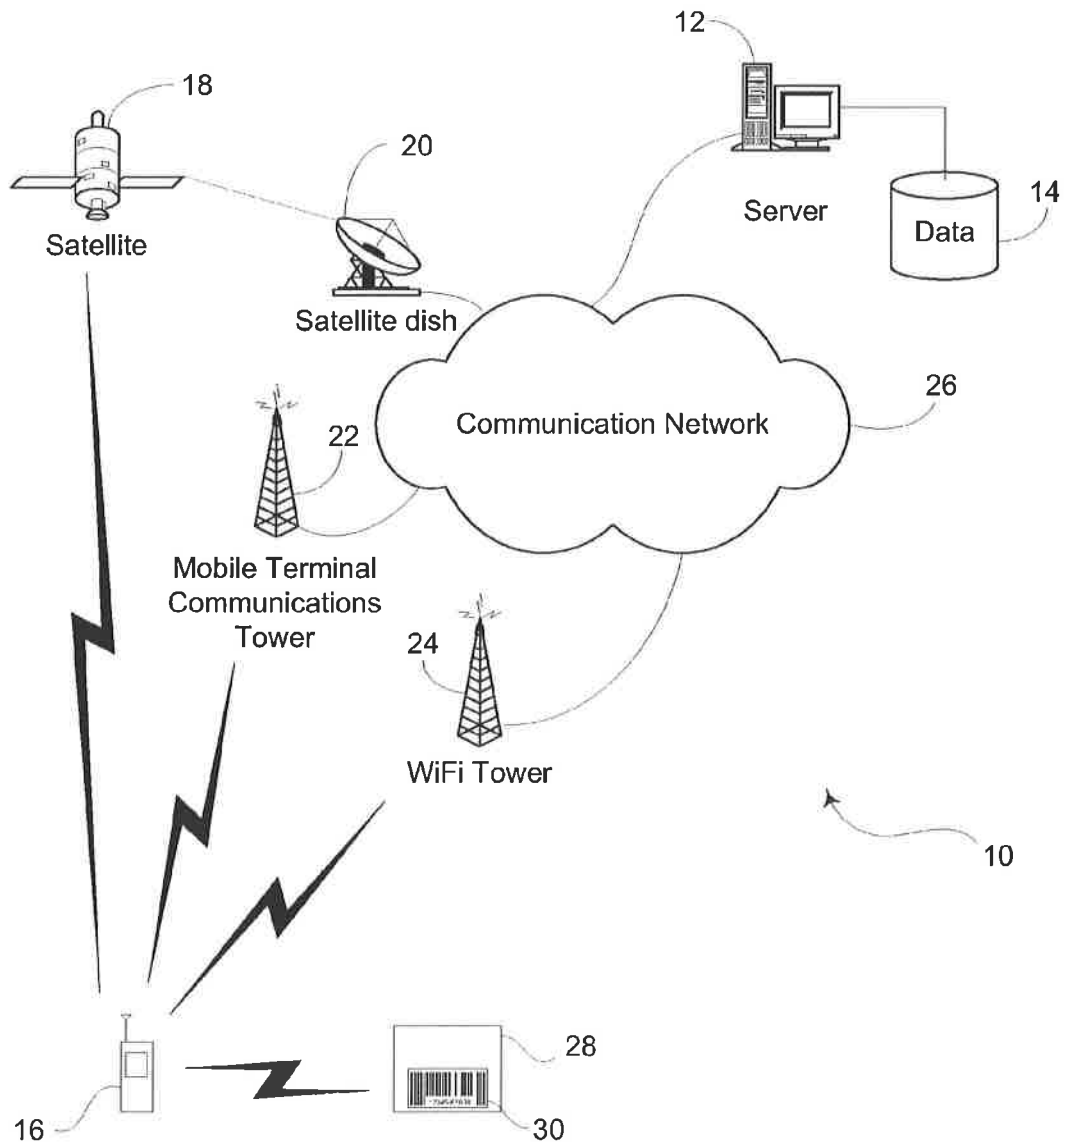 12
18
20
Server
Data
14
Satellite
Satellite dish
26
Communication Network
22
Mobile Terminal
Communications
Tower
24
WiFi Tower
10
28
16
30